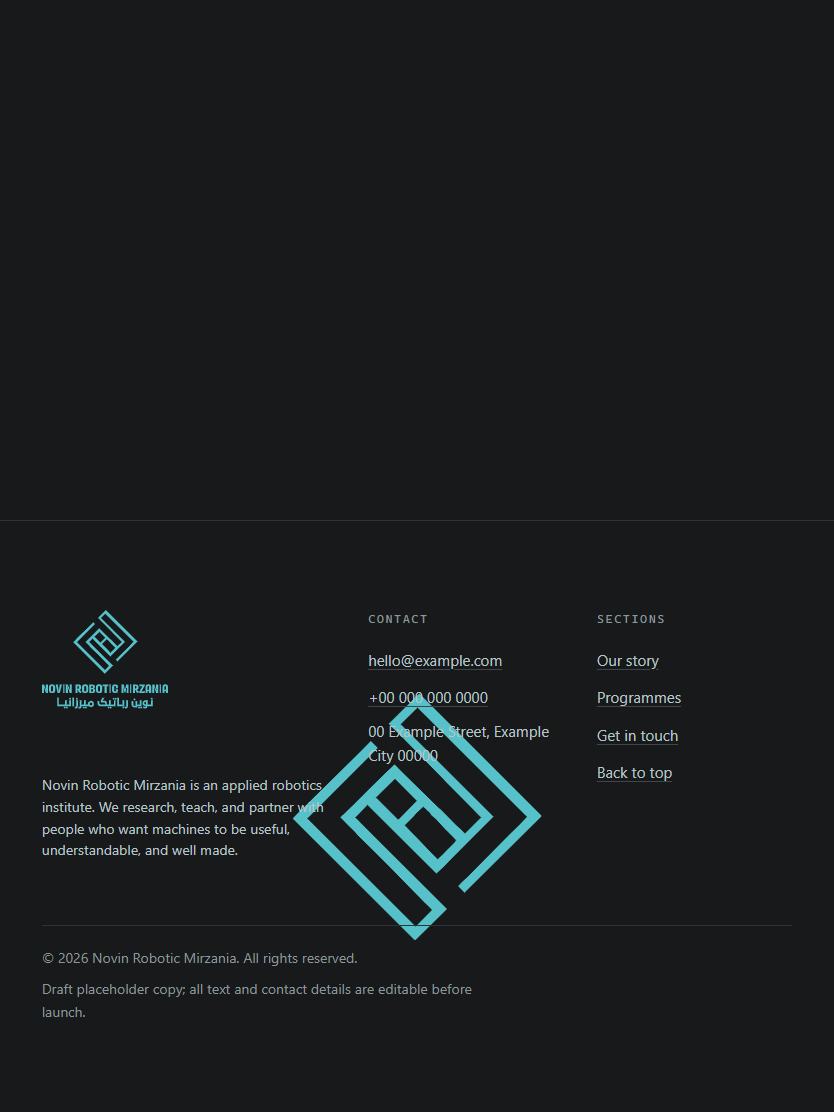 NOVIN ROBOTIC MIRZANIA
نوین رباتیک میرزانیا
Novin Robotic Mirzania is an applied robotics
institute. We research, teach, and partner with
people who want machines to be useful,
understandable, and well made.
CONTACT
hello@example.com
+00 000 000 0000
00 Example Street, Example
City 00000
SECTIONS
Our story
Programmes
Get in touch
Back to top
© 2026 Novin Robotic Mirzania. All rights reserved.
Draft placeholder copy; all text and contact details are editable before
launch.